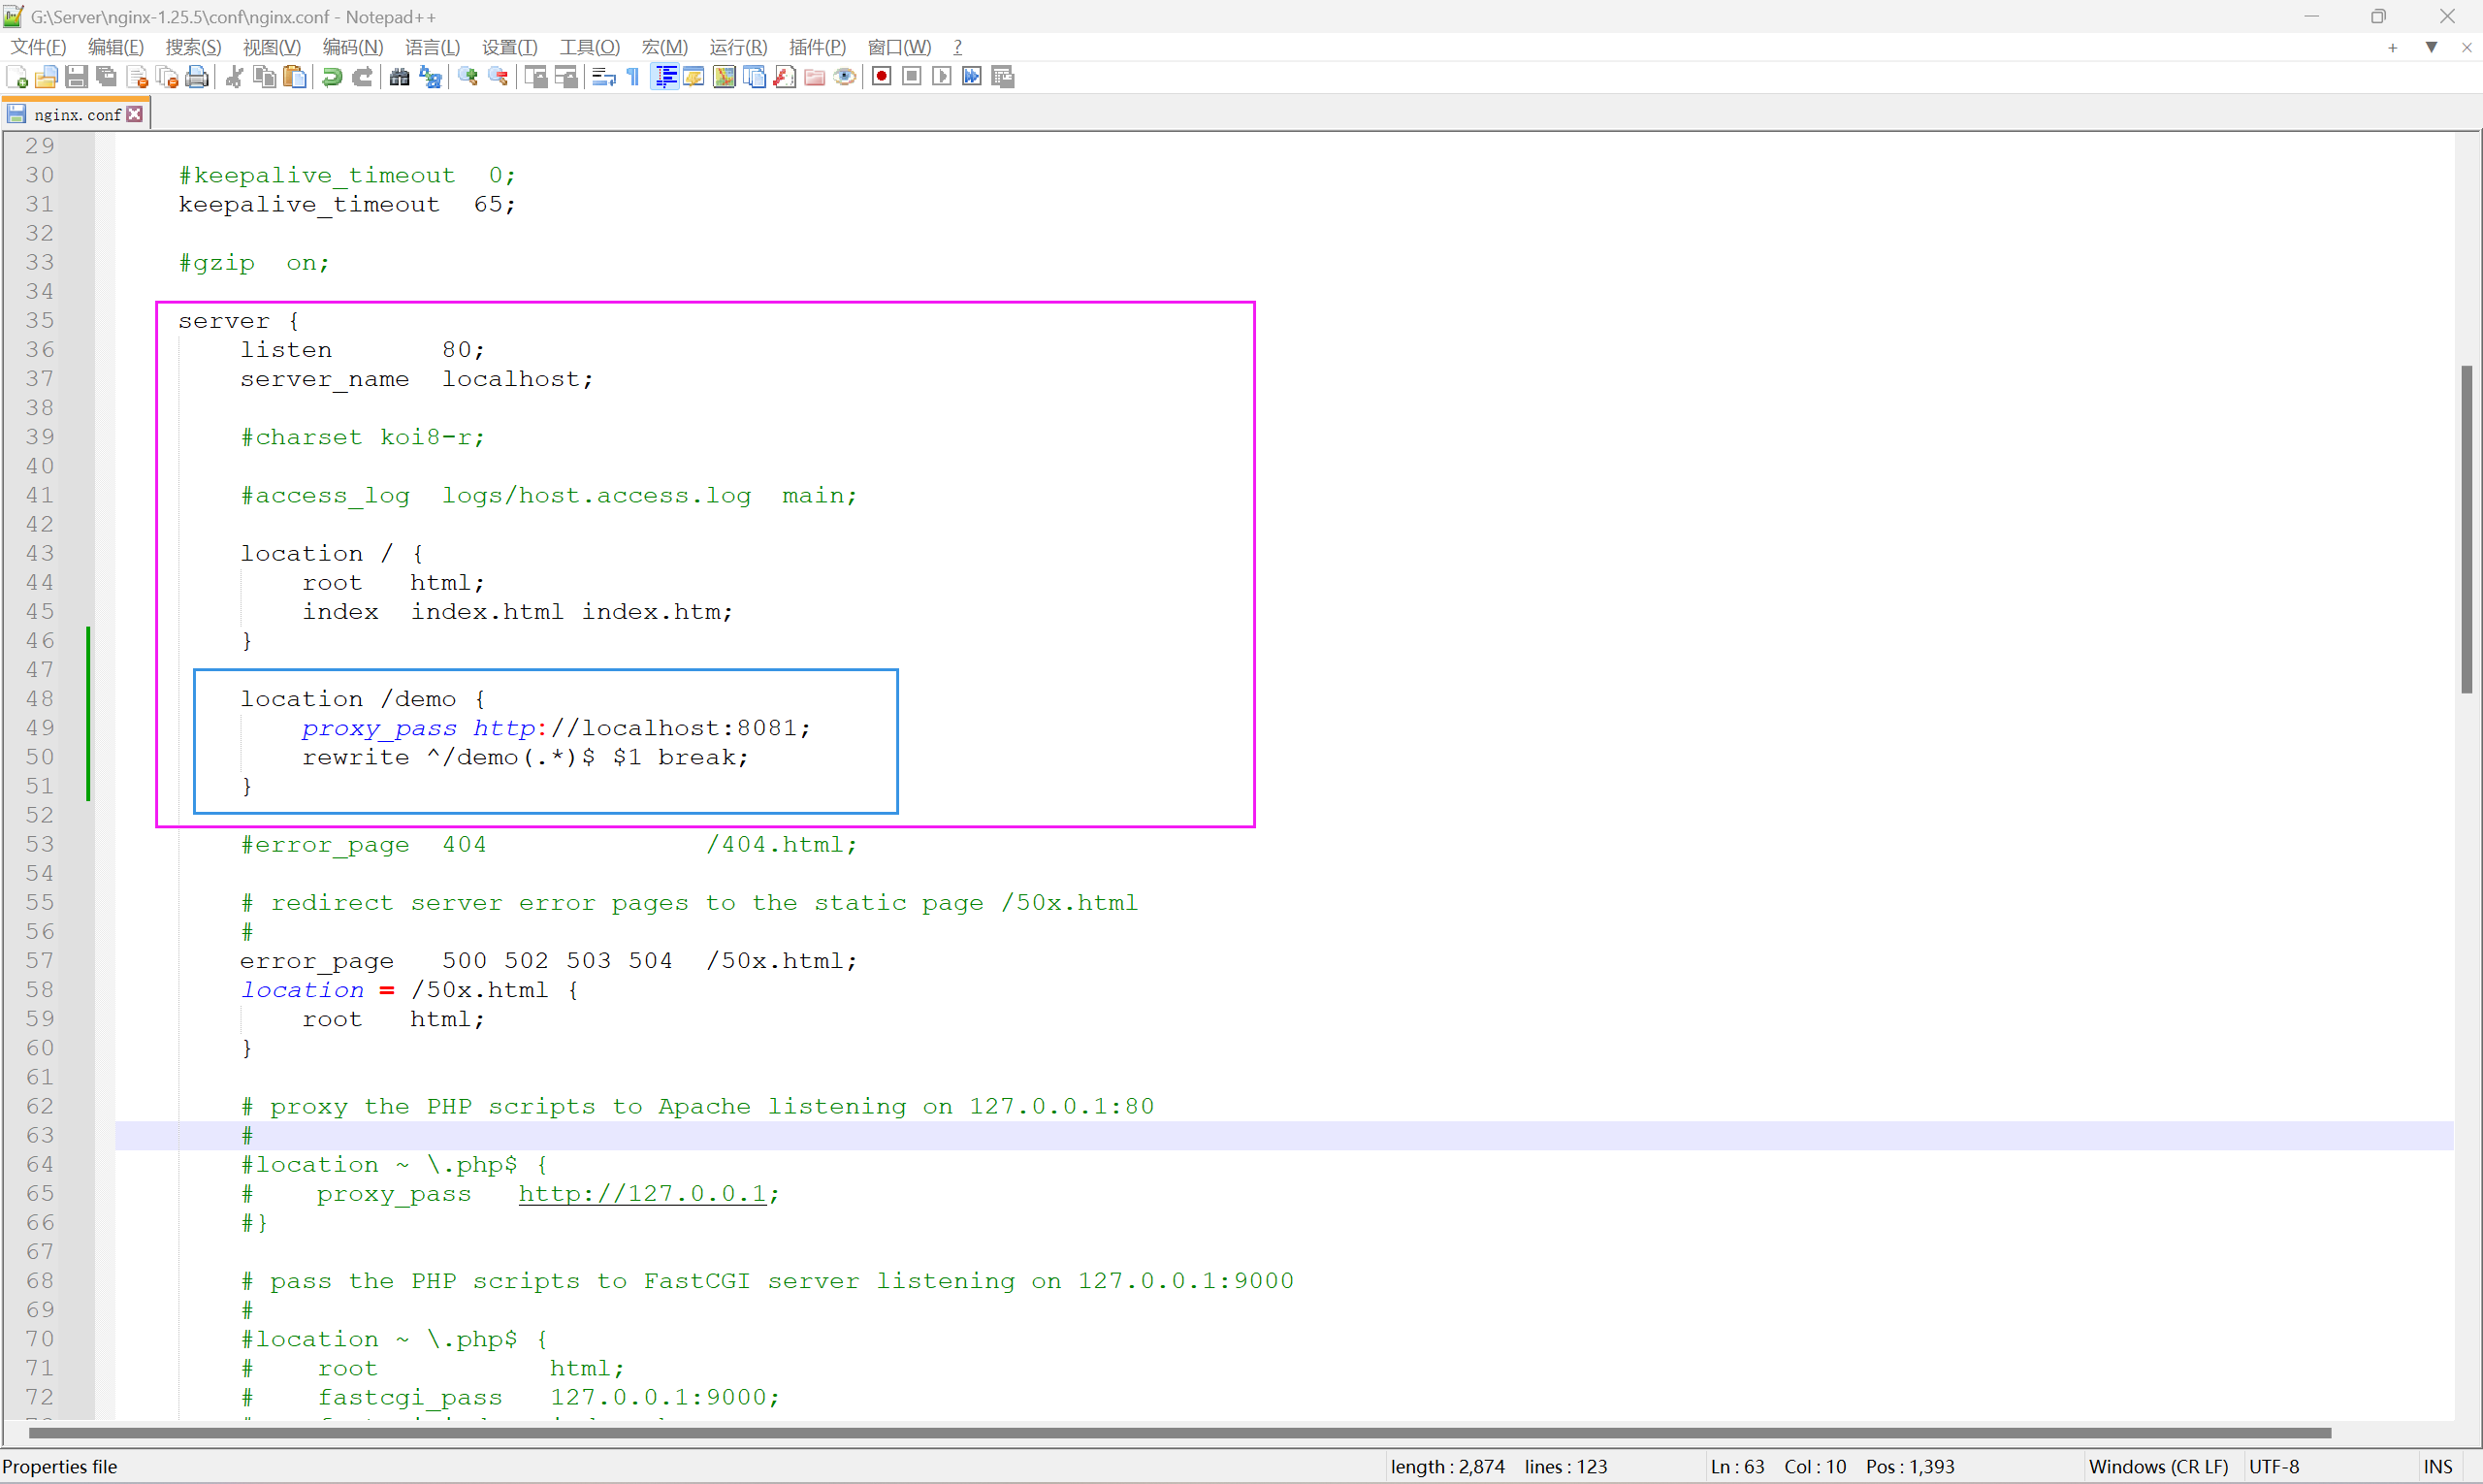 G:\Server\nginx-1.25.5\conf\nginx.conf - Notepad++
文件(F) 编辑(E) 搜索(S) 视图(V) 编码(N) 语言(L) 设置(T) 工具(O) 宏(M) 运行(R) 插件(P) 窗口(W) ?
nginx.conf
29
30 #keepalive_timeout 0;
31 keepalive_timeout 65;
32
33 #gzip on;
34
35 server {
36 listen 80;
37 server_name localhost;
38
39 #charset koi8-r;
40
41 #access_log logs/host.access.log main;
42
43 location / {
44 root html;
45 index index.html index.htm;
46 }
47
48 location /demo {
49 proxy_pass http://localhost:8081;
50 rewrite ^/demo(.*)$ $1 break;
51 }
52
53 #error_page 404 /404.html;
54
55 # redirect server error pages to the static page /50x.html
56 #
57 error_page 500 502 503 504 /50x.html;
58 location = /50x.html {
59 root html;
60 }
61
62 # proxy the PHP scripts to Apache listening on 127.0.0.1:80
63 #
64 #location ~ \.php$ {
65 # proxy_pass http://127.0.0.1;
66 #}
67
68 # pass the PHP scripts to FastCGI server listening on 127.0.0.1:9000
69 #
70 #location ~ \.php$ {
71 # root html;
72 # fastcgi_pass 127.0.0.1:9000;
Properties file length : 2,874 lines : 123 Ln : 63 Col : 10 Pos : 1,393 Windows (CR LF) UTF-8 INS